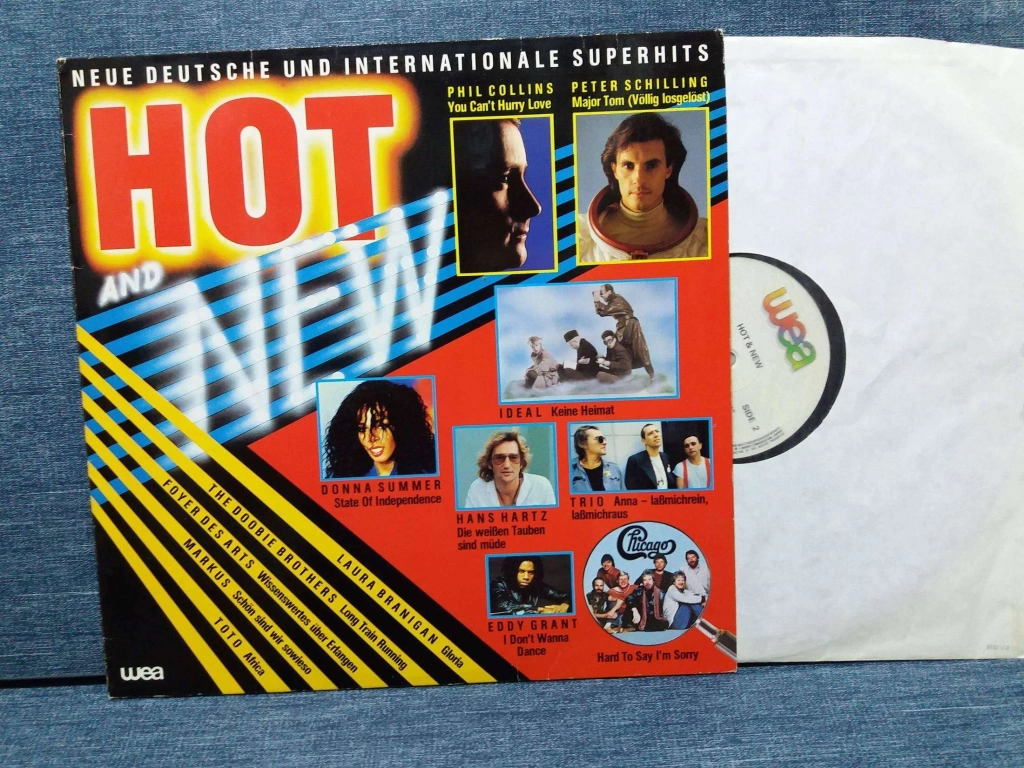 NEUE DEUTSCHE UND INTERNATIONALE SUPERHITS
HOT
AND
NEW
PHIL COLLINS
You Can't Hurry Love
PETER SCHILLING
Major Tom (Völlig losgelöst)
IDEAL Keine Heimat
DONNA SUMMER
State Of Independence
HANS HARTZ
Die weißen Tauben
sind müde
TRIO Anna – laßmichrein,
laßmichraus
EDDY GRANT
I Don't Wanna
Dance
Chicago
Hard To Say I'm Sorry
LAURA BRANIGAN Gloria
THE DOOBIE BROTHERS Long Train Running
FOYER DES ARTS Wissenswertes über Erlangen
MARKUS Schön sind wir sowieso
TOTO Africa
wea
wea
HOT & NEW
SIDE 2